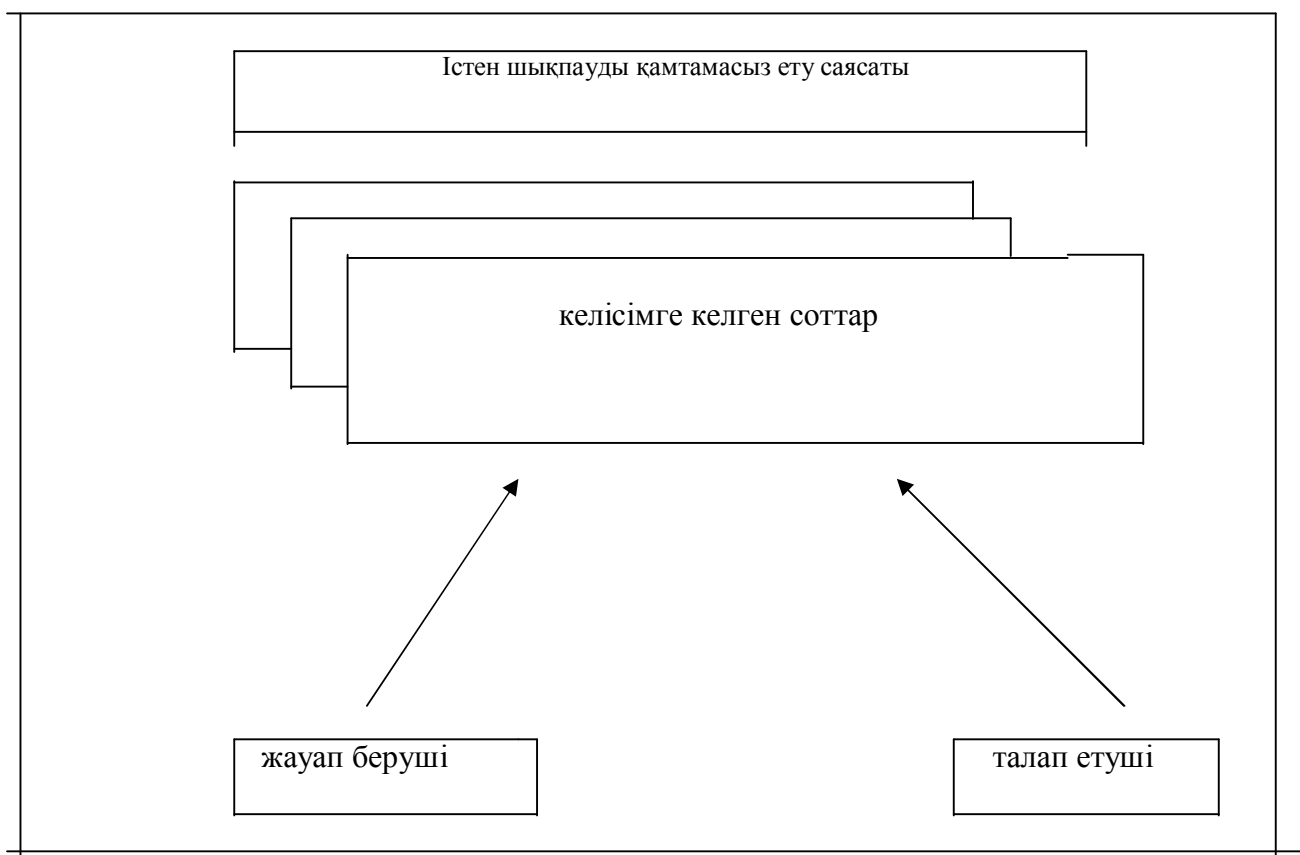 Істен шықпауды қамтамасыз ету саясаты
келісімге келген соттар
жауап беруші
талап етуші